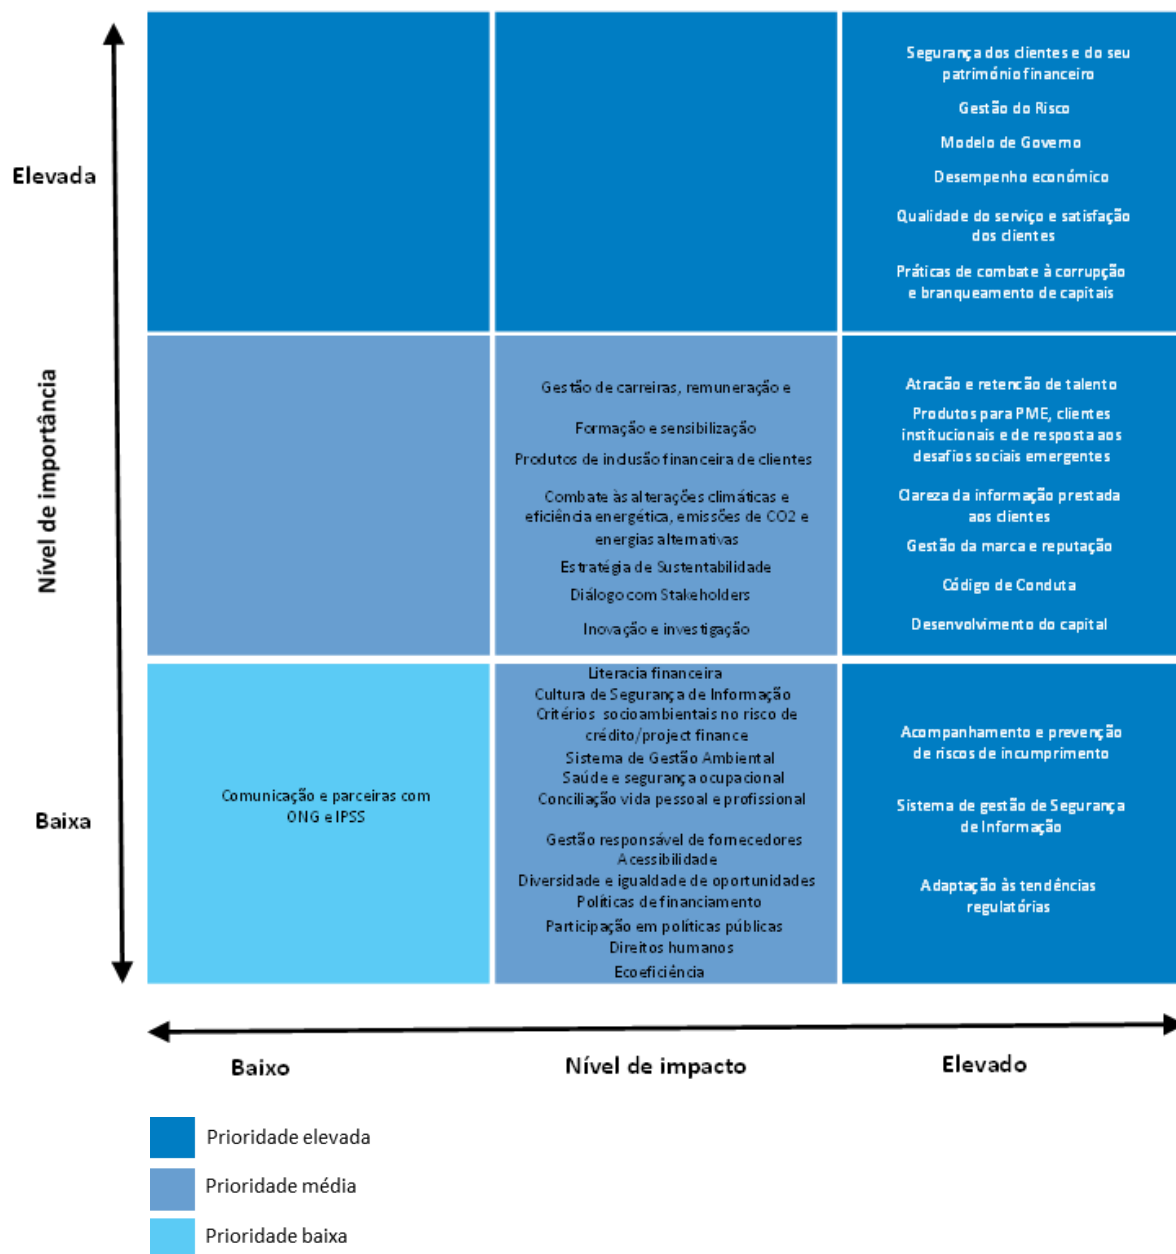 Segurança dos clientes e do seu
património financeiro
Gestão do Risco
Modelo de Governo
Desempenho económico
Qualidade do serviço e satisfação
dos clientes
Práticas de combate à corrupção
e branqueamento de capitais
Elevada
Gestão de carreiras, remuneração e
Formação e sensibilização
Produtos de inclusão financeira de clientes
Combate às alterações climáticas e
eficiência energética, emissões de CO2 e
energias alternativas
Estratégia de Sustentabilidade
Diálogo com Stakeholders
Inovação e investigação
Atracão e retencão de talento
Produtos para PME, clientes
institucionais e de resposta aos
desafios sociais emergentes
Clareza da informação prestada
aos clientes
Gestão da marca e reputação
Código de Conduta
Desenvolvimento do capital
Nível de importância
Comunicação e parceiras com
ONG e IPSS
Literacia financeira
Cultura de Segurança de Informação
Critérios socioambientais no risco de
crédito/project finance
Sistema de Gestão Ambiental
Saúde e segurança ocupacional
Conciliação vida pessoal e profissional
Gestão responsável de fornecedores
Acessibilidade
Diversidade e igualdade de oportunidades
Políticas de financiamento
Participação em políticas públicas
Direitos humanos
Ecoeficiência
Acompanhamento e prevenção
de riscos de incumprimento
Sistema de gestão de Segurança
de Informação
Adaptação às tendências
regulatórias
Baixa
Baixo
Nível de impacto
Elevado
Prioridade elevada
Prioridade média
Prioridade baixa